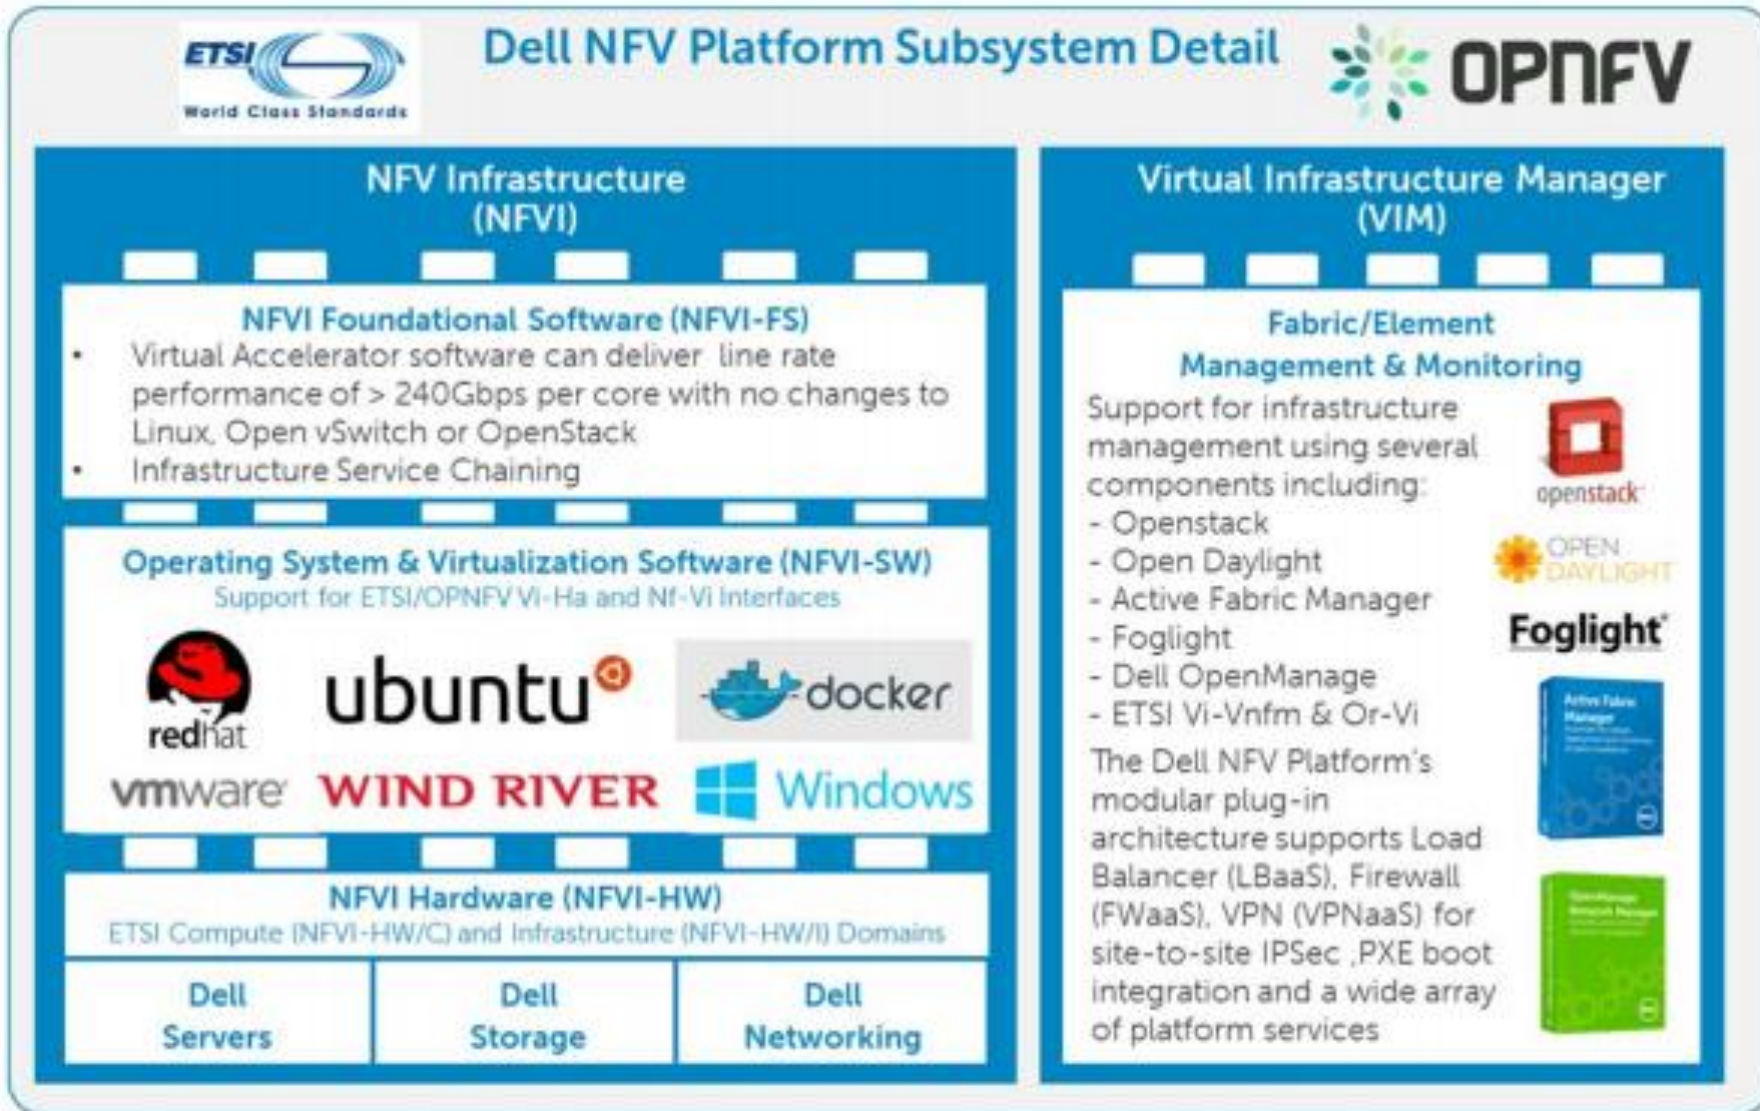 ETSI
World Class Standards
Dell NFV Platform Subsystem Detail
OPNFV
NFV Infrastructure
(NFVI)
NFVI Foundational Software (NFVI-FS)
• Virtual Accelerator software can deliver line rate
performance of > 240Gbps per core with no changes to
Linux, Open vSwitch or OpenStack
• Infrastructure Service Chaining
Operating System & Virtualization Software (NFVI-SW)
Support for ETSI/OPNFV Vi-Ha and Nf-Vi Interfaces
redhat
ubuntu
docker
vmware
WIND RIVER
Windows
NFVI Hardware (NFVI-HW)
ETSI Compute (NFVI-HW/C) and Infrastructure (NFVI-HW/I) Domains
Dell
Servers
Dell
Storage
Dell
Networking
Virtual Infrastructure Manager
(VIM)
Fabric/Element
Management & Monitoring
Support for infrastructure
management using several
components including:
- Openstack
- Open Daylight
- Active Fabric Manager
- Foglight
- Dell OpenManage
- ETSI Vi-Vnfm & Or-Vi
The Dell NFV Platform's
modular plug-in
architecture supports Load
Balancer (LBaaS), Firewall
(FWaaS), VPN (VPNaaS) for
site-to-site IPSec ,PXE boot
integration and a wide array
of platform services
openstack
OPEN
DAYLIGHT
Foglight
Active Fabric
Manager
OpenManage
Network Manager